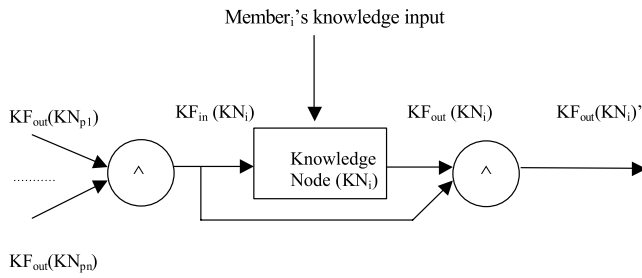 Member_i's knowledge input
KF_out(KN_p1)
KF_in (KN_i)
KF_out (KN_i)
KF_out(KN_i)'
^
Knowledge
Node (KN_i)
^
...........
KF_out(KN_pn)